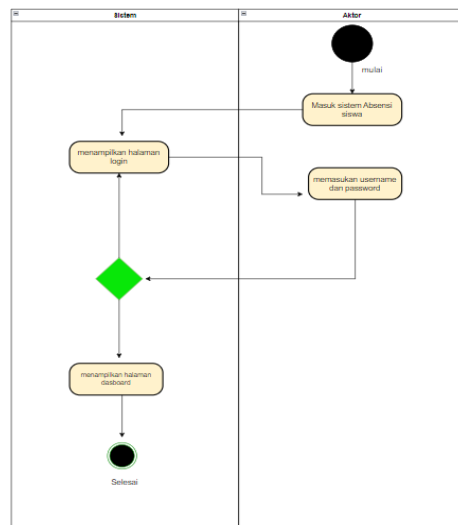 Sistem
Aktor
mulai
Masuk sistem Absensi
siswa
menampilkan halaman
login
memasukan username
dan password
menampilkan halaman
dasboard
Selesai